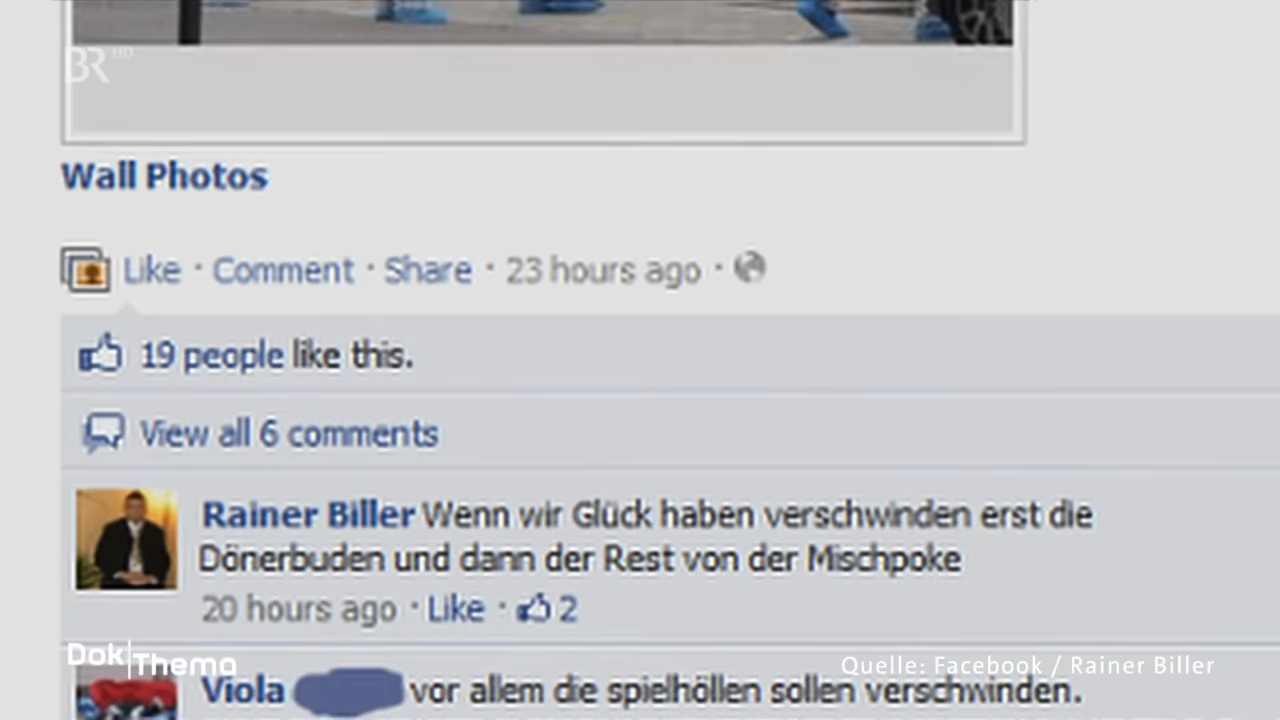 BR HD
Wall Photos
Like · Comment · Share · 23 hours ago ·
19 people like this.
View all 6 comments
Rainer Biller Wenn wir Glück haben verschwinden erst die
Dönerbuden und dann der Rest von der Mischpoke
20 hours ago · Like · 2
Viola vor allem die spielhöllen sollen verschwinden.
Dok Thema
Quelle: Facebook / Rainer Biller